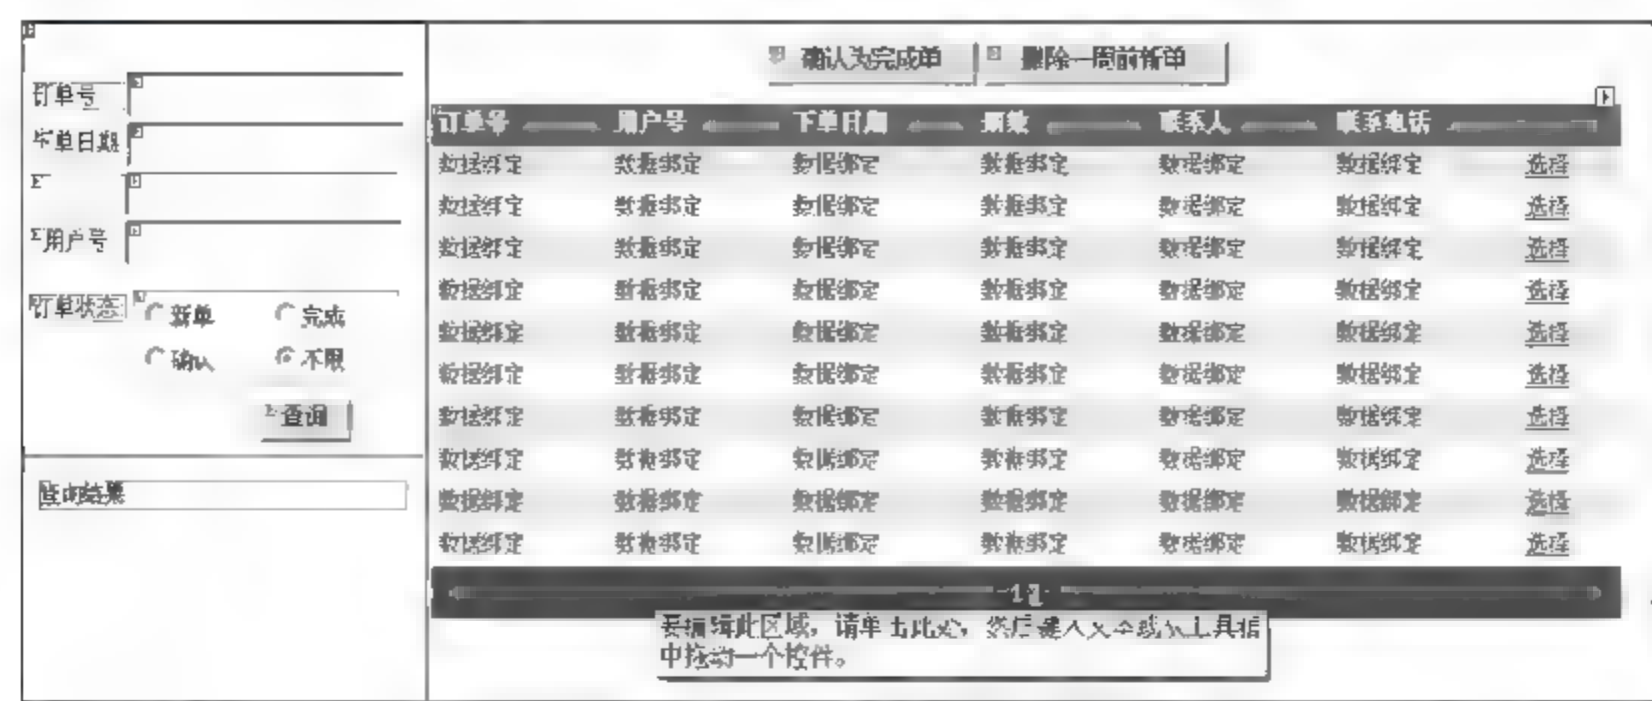 确认为完成单 删除一周前新单
订单号
下单日期
至
用户号
订单状态 新单 完成
确认 不限
查询
查询结果
订单号 用户号 下单日期 册数 联系人 联系电话
数据绑定 数据绑定 数据绑定 数据绑定 数据绑定 数据绑定 选择
数据绑定 数据绑定 数据绑定 数据绑定 数据绑定 数据绑定 选择
数据绑定 数据绑定 数据绑定 数据绑定 数据绑定 数据绑定 选择
数据绑定 数据绑定 数据绑定 数据绑定 数据绑定 数据绑定 选择
数据绑定 数据绑定 数据绑定 数据绑定 数据绑定 数据绑定 选择
数据绑定 数据绑定 数据绑定 数据绑定 数据绑定 数据绑定 选择
数据绑定 数据绑定 数据绑定 数据绑定 数据绑定 数据绑定 选择
数据绑定 数据绑定 数据绑定 数据绑定 数据绑定 数据绑定 选择
数据绑定 数据绑定 数据绑定 数据绑定 数据绑定 数据绑定 选择
数据绑定 数据绑定 数据绑定 数据绑定 数据绑定 数据绑定 选择
1 2
要编辑此区域，请单击此处，然后键入文本或从工具箱
中拖动一个控件。